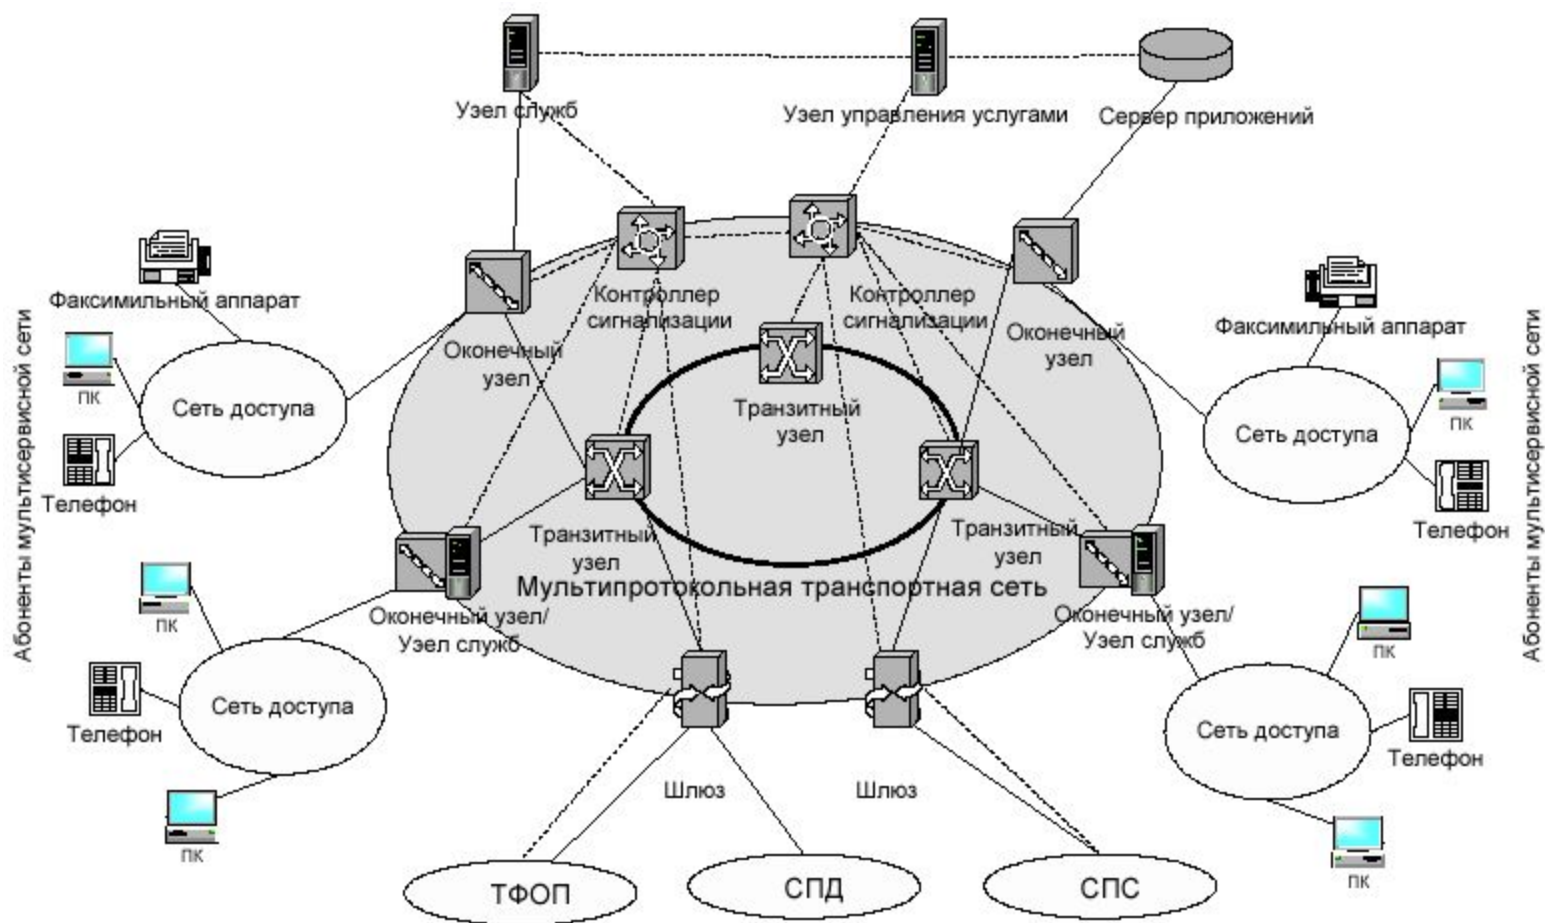 Узел служб
Узел управления услугами
Сервер приложений
Факсимильный аппарат
Контроллер
сигнализации
Контроллер
сигнализации
Факсимильный аппарат
Оконечный
узел
Оконечный
узел
ПК
Сеть доступа
Телефон
Транзитный
узел
Сеть доступа
ПК
Телефон
Абоненты мультисервисной сети
Абоненты мультисервисной сети
Транзитный
узел
Транзитный
узел
Мультипротокольная транспортная сеть
Оконечный узел/
Узел служб
Оконечный узел/
Узел служб
ПК
Сеть доступа
Телефон
ПК
ПК
Сеть доступа
Телефон
ПК
Шлюз
Шлюз
ТФОП
СПД
СПС